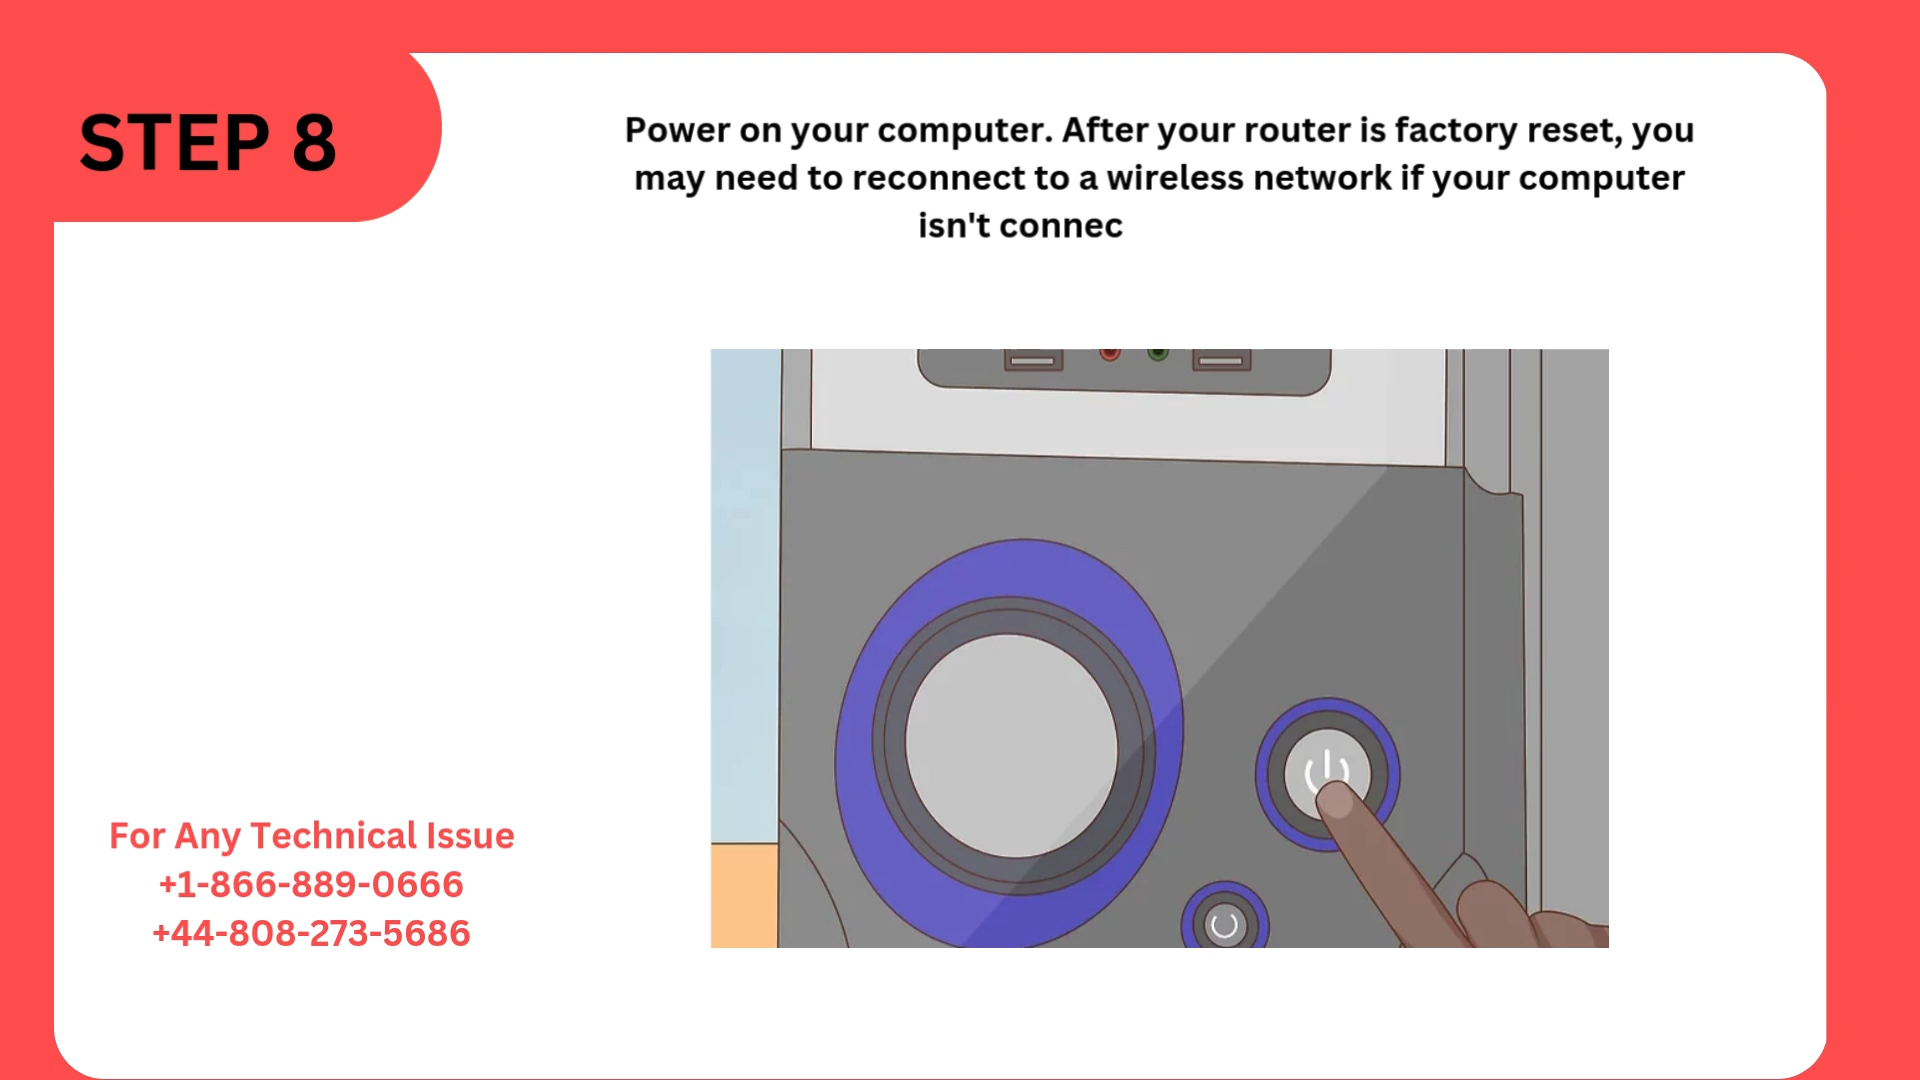 STEP 8
Power on your computer. After your router is factory reset, you
may need to reconnect to a wireless network if your computer
isn't connec
For Any Technical Issue
+1-866-889-0666
+44-808-273-5686